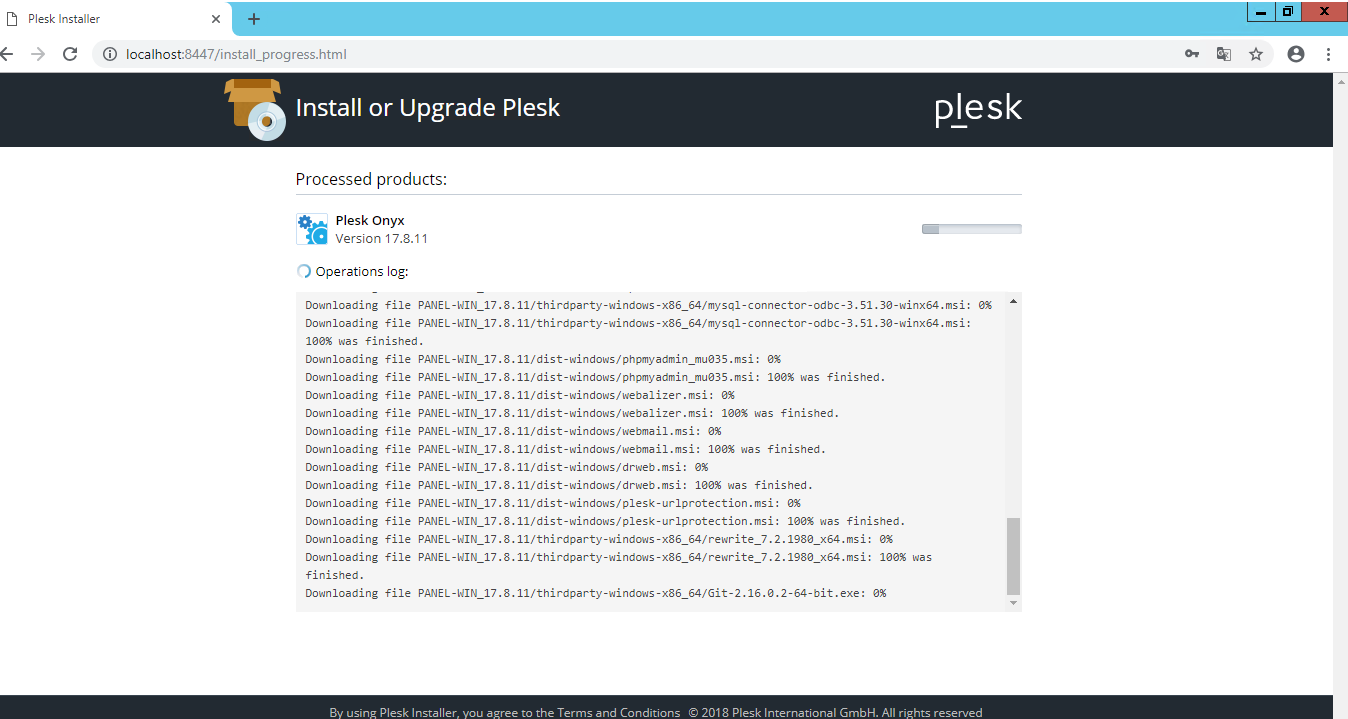 Plesk Installer
localhost:8447/install_progress.html
Install or Upgrade Plesk
plesk
Processed products:
Plesk Onyx
Version 17.8.11
Operations log:
Downloading file PANEL-WIN_17.8.11/thirdparty-windows-x86_64/mysql-connector-odbc-3.51.30-winx64.msi: 0%
Downloading file PANEL-WIN_17.8.11/thirdparty-windows-x86_64/mysql-connector-odbc-3.51.30-winx64.msi:
100% was finished.
Downloading file PANEL-WIN_17.8.11/dist-windows/phpmyadmin_mu035.msi: 0%
Downloading file PANEL-WIN_17.8.11/dist-windows/phpmyadmin_mu035.msi: 100% was finished.
Downloading file PANEL-WIN_17.8.11/dist-windows/webalizer.msi: 0%
Downloading file PANEL-WIN_17.8.11/dist-windows/webalizer.msi: 100% was finished.
Downloading file PANEL-WIN_17.8.11/dist-windows/webmail.msi: 0%
Downloading file PANEL-WIN_17.8.11/dist-windows/webmail.msi: 100% was finished.
Downloading file PANEL-WIN_17.8.11/dist-windows/drweb.msi: 0%
Downloading file PANEL-WIN_17.8.11/dist-windows/drweb.msi: 100% was finished.
Downloading file PANEL-WIN_17.8.11/dist-windows/plesk-urlprotection.msi: 0%
Downloading file PANEL-WIN_17.8.11/dist-windows/plesk-urlprotection.msi: 100% was finished.
Downloading file PANEL-WIN_17.8.11/thirdparty-windows-x86_64/rewrite_7.2.1980_x64.msi: 0%
Downloading file PANEL-WIN_17.8.11/thirdparty-windows-x86_64/rewrite_7.2.1980_x64.msi: 100% was
finished.
Downloading file PANEL-WIN_17.8.11/thirdparty-windows-x86_64/Git-2.16.0.2-64-bit.exe: 0%
By using Plesk Installer, you agree to the Terms and Conditions © 2018 Plesk International GmbH. All rights reserved